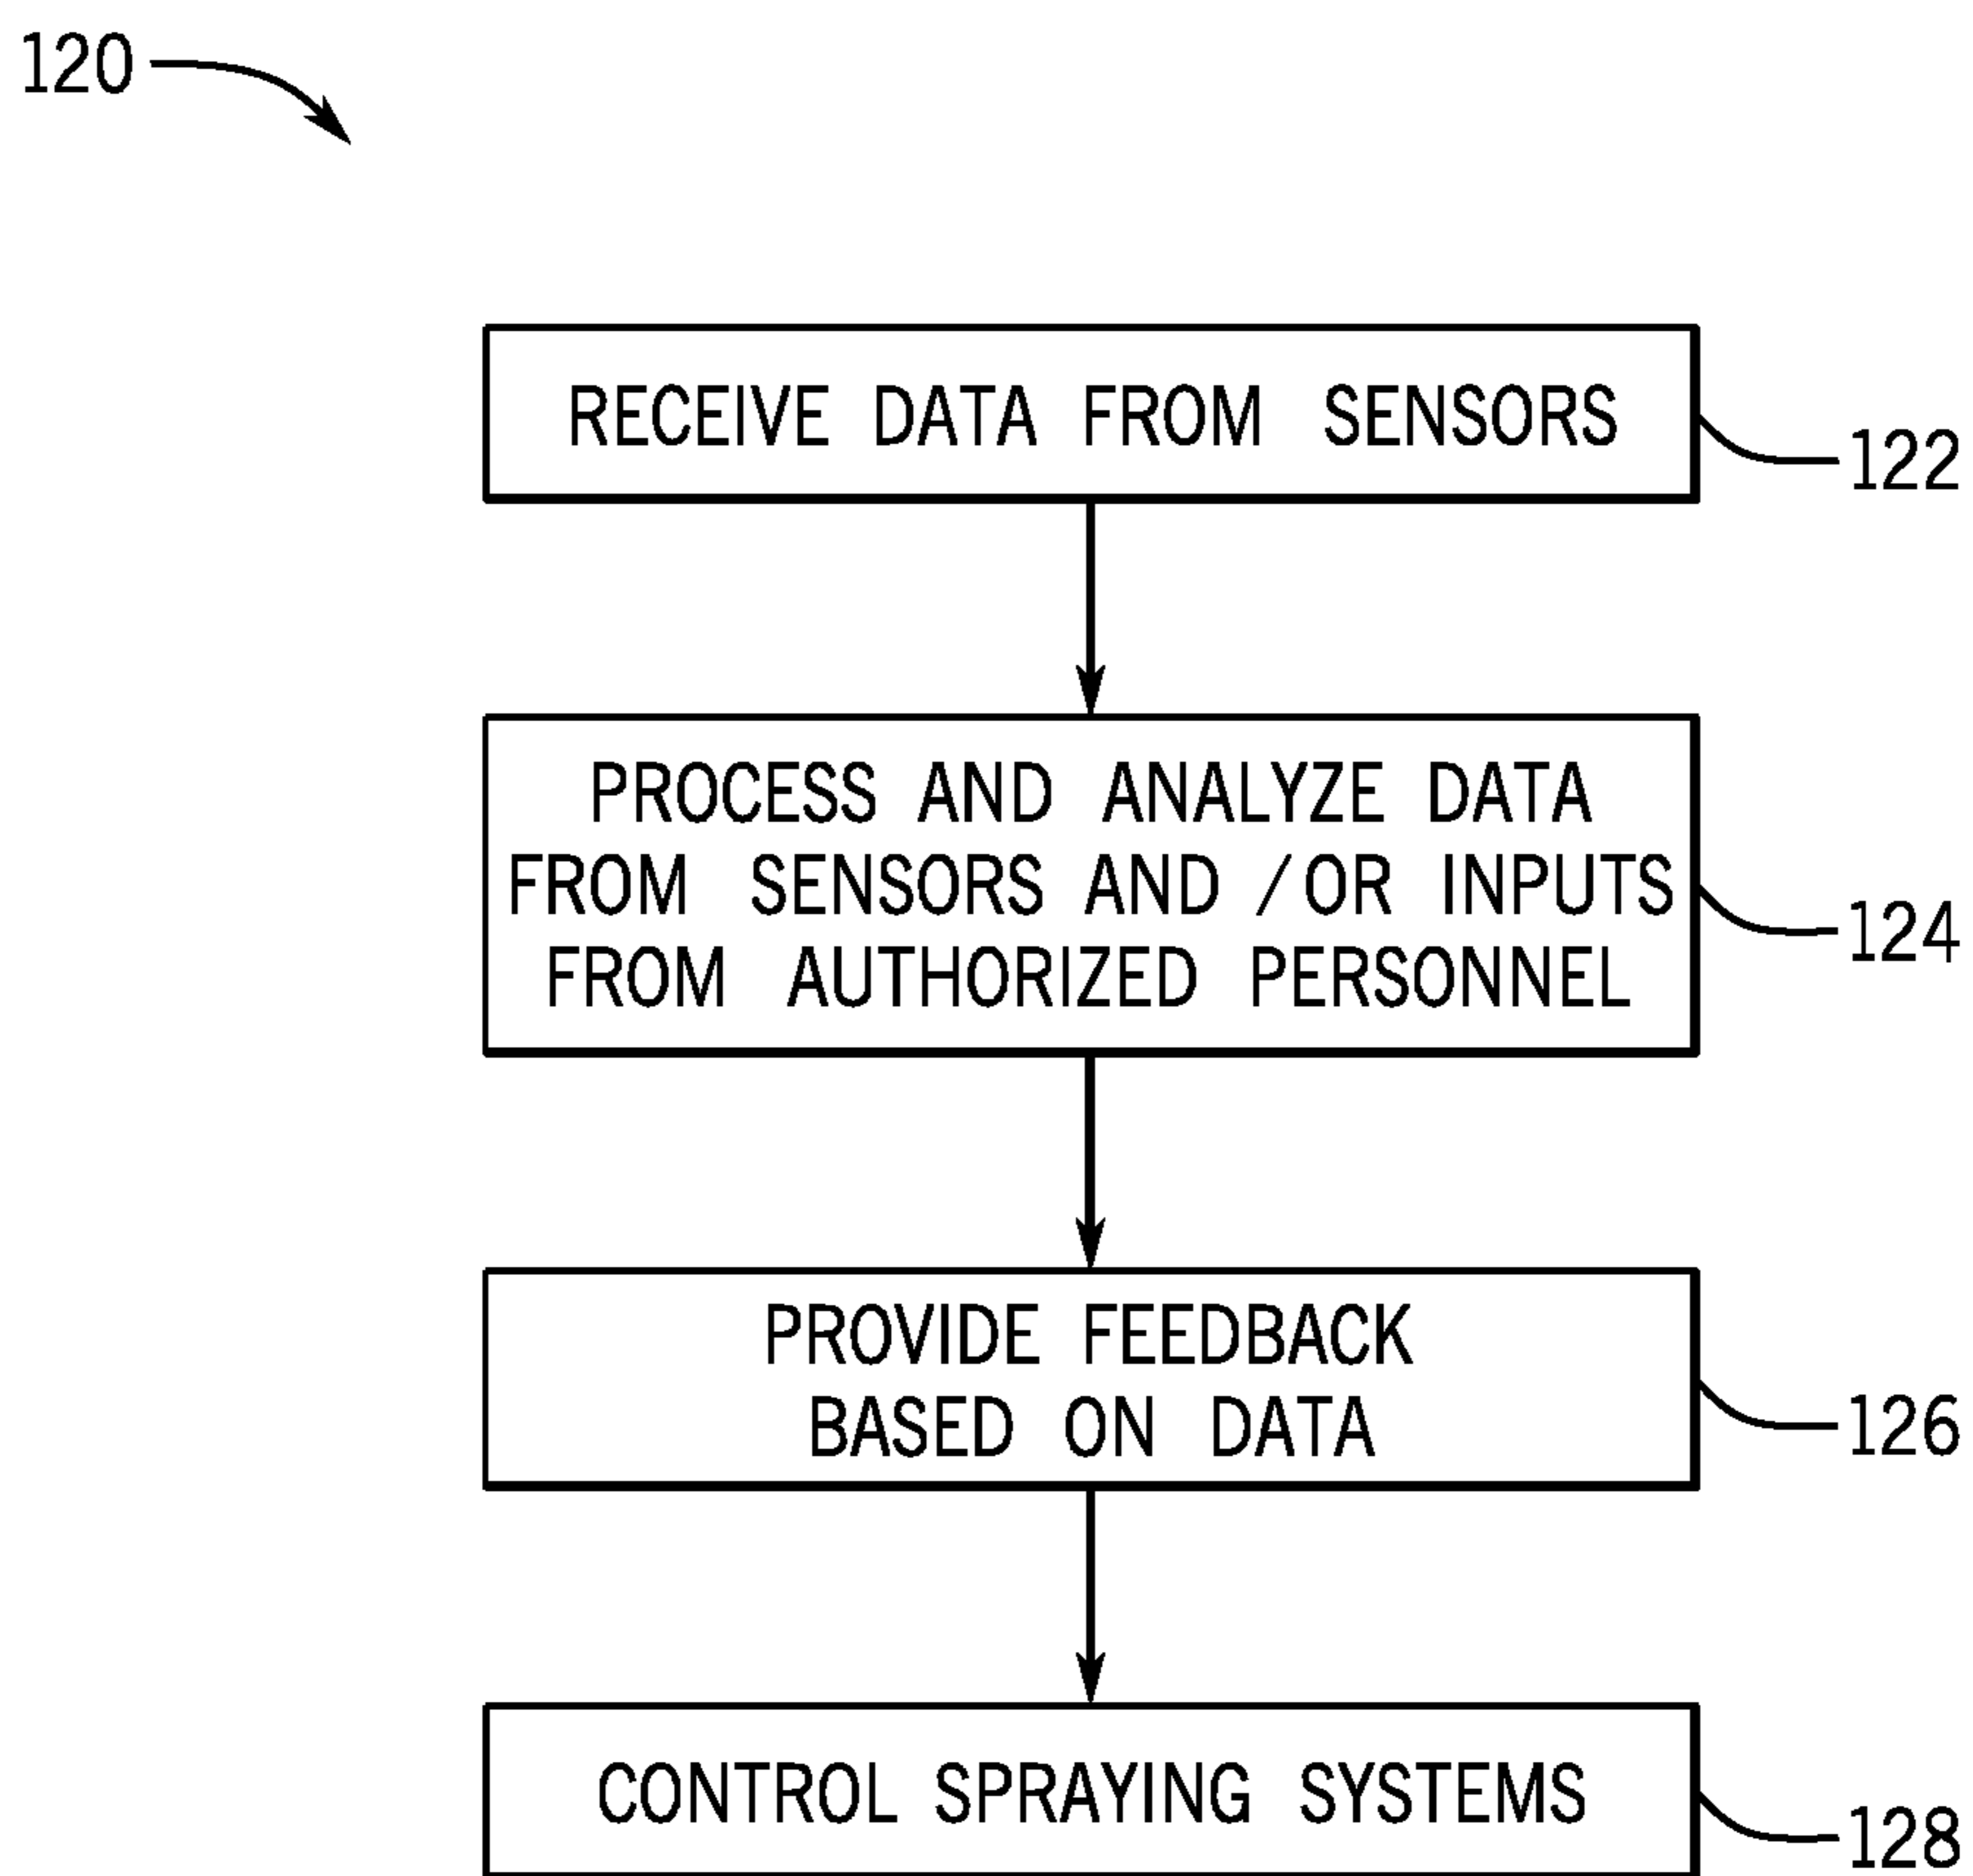 120
RECEIVE DATA FROM SENSORS
122
PROCESS AND ANALYZE DATA
FROM SENSORS AND /OR INPUTS
FROM AUTHORIZED PERSONNEL
124
PROVIDE FEEDBACK
BASED ON DATA
126
CONTROL SPRAYING SYSTEMS
128